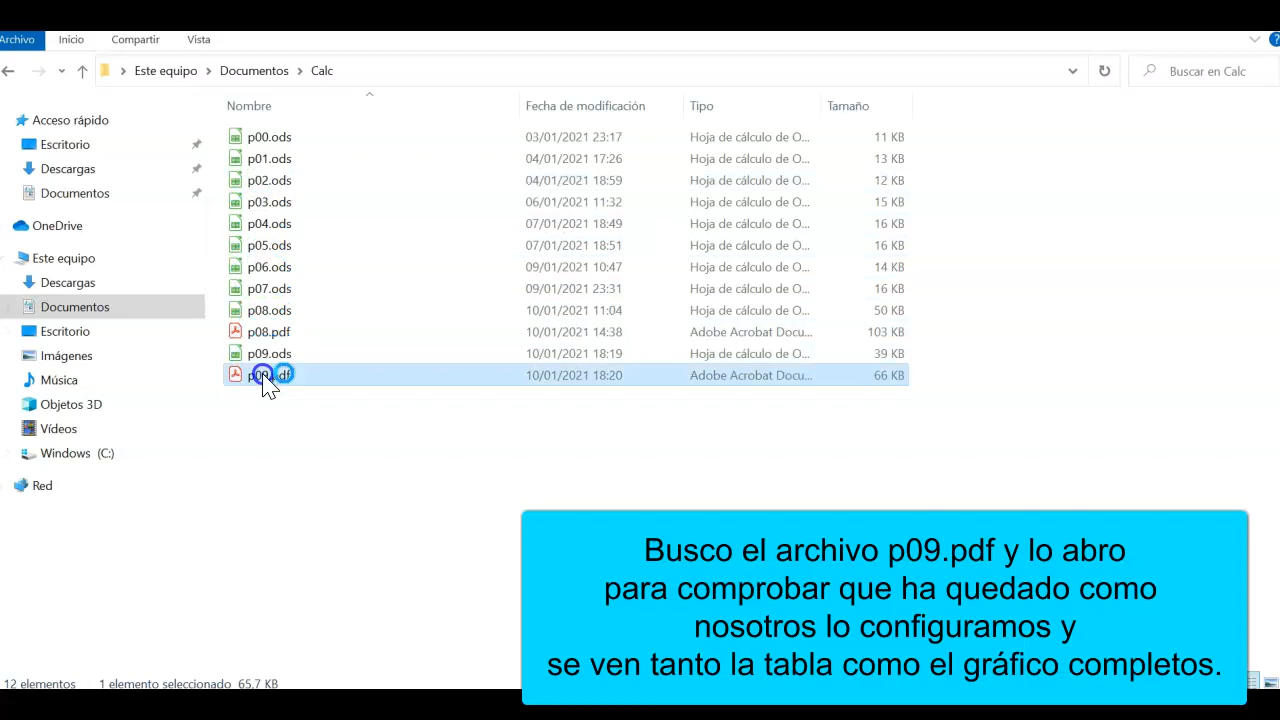 Archivo Inicio Compartir Vista
Este equipo Documentos Calc Buscar en Calc
Nombre Fecha de modificación Tipo Tamaño
Acceso rápido
Escritorio
Descargas
Documentos
OneDrive
Este equipo
Descargas
Documentos
Escritorio
Imágenes
Música
Objetos 3D
Vídeos
Windows (C:)
Red
p00.ods 03/01/2021 23:17 Hoja de cálculo de O... 11 KB
p01.ods 04/01/2021 17:26 Hoja de cálculo de O... 13 KB
p02.ods 04/01/2021 18:59 Hoja de cálculo de O... 12 KB
p03.ods 06/01/2021 11:32 Hoja de cálculo de O... 15 KB
p04.ods 07/01/2021 18:49 Hoja de cálculo de O... 16 KB
p05.ods 07/01/2021 18:51 Hoja de cálculo de O... 16 KB
p06.ods 09/01/2021 10:47 Hoja de cálculo de O... 14 KB
p07.ods 09/01/2021 23:31 Hoja de cálculo de O... 16 KB
p08.ods 10/01/2021 11:04 Hoja de cálculo de O... 50 KB
p08.pdf 10/01/2021 14:38 Adobe Acrobat Docu... 103 KB
p09.ods 10/01/2021 18:19 Hoja de cálculo de O... 39 KB
10/01/2021 18:20 Adobe Acrobat Docu... 66 KB
Busco el archivo p09.pdf y lo abro
para comprobar que ha quedado como
nosotros lo configuramos y
se ven tanto la tabla como el gráfico completos.
12 elementos 1 elemento seleccionado 65,7 KB